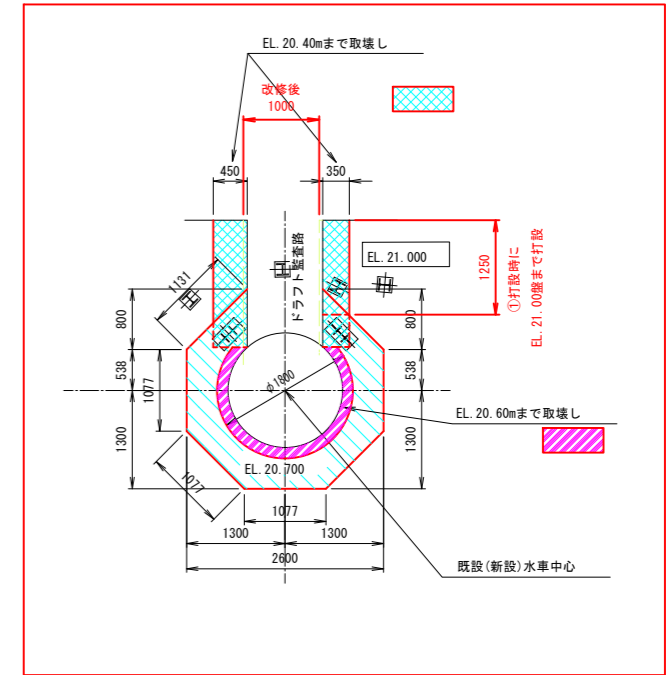 EL.20.40mまで取壊し
改修後
1000
450
350
ドラフト監査路
EL.21.000
1250
①打設時に
EL.21.00盤まで打設
1131
800
800
538
538
1077
φ1800
1300
1300
EL.20.60mまで取壊し
EL.20.700
1077
1077
1300
1300
2600
既設(新設)水車中心